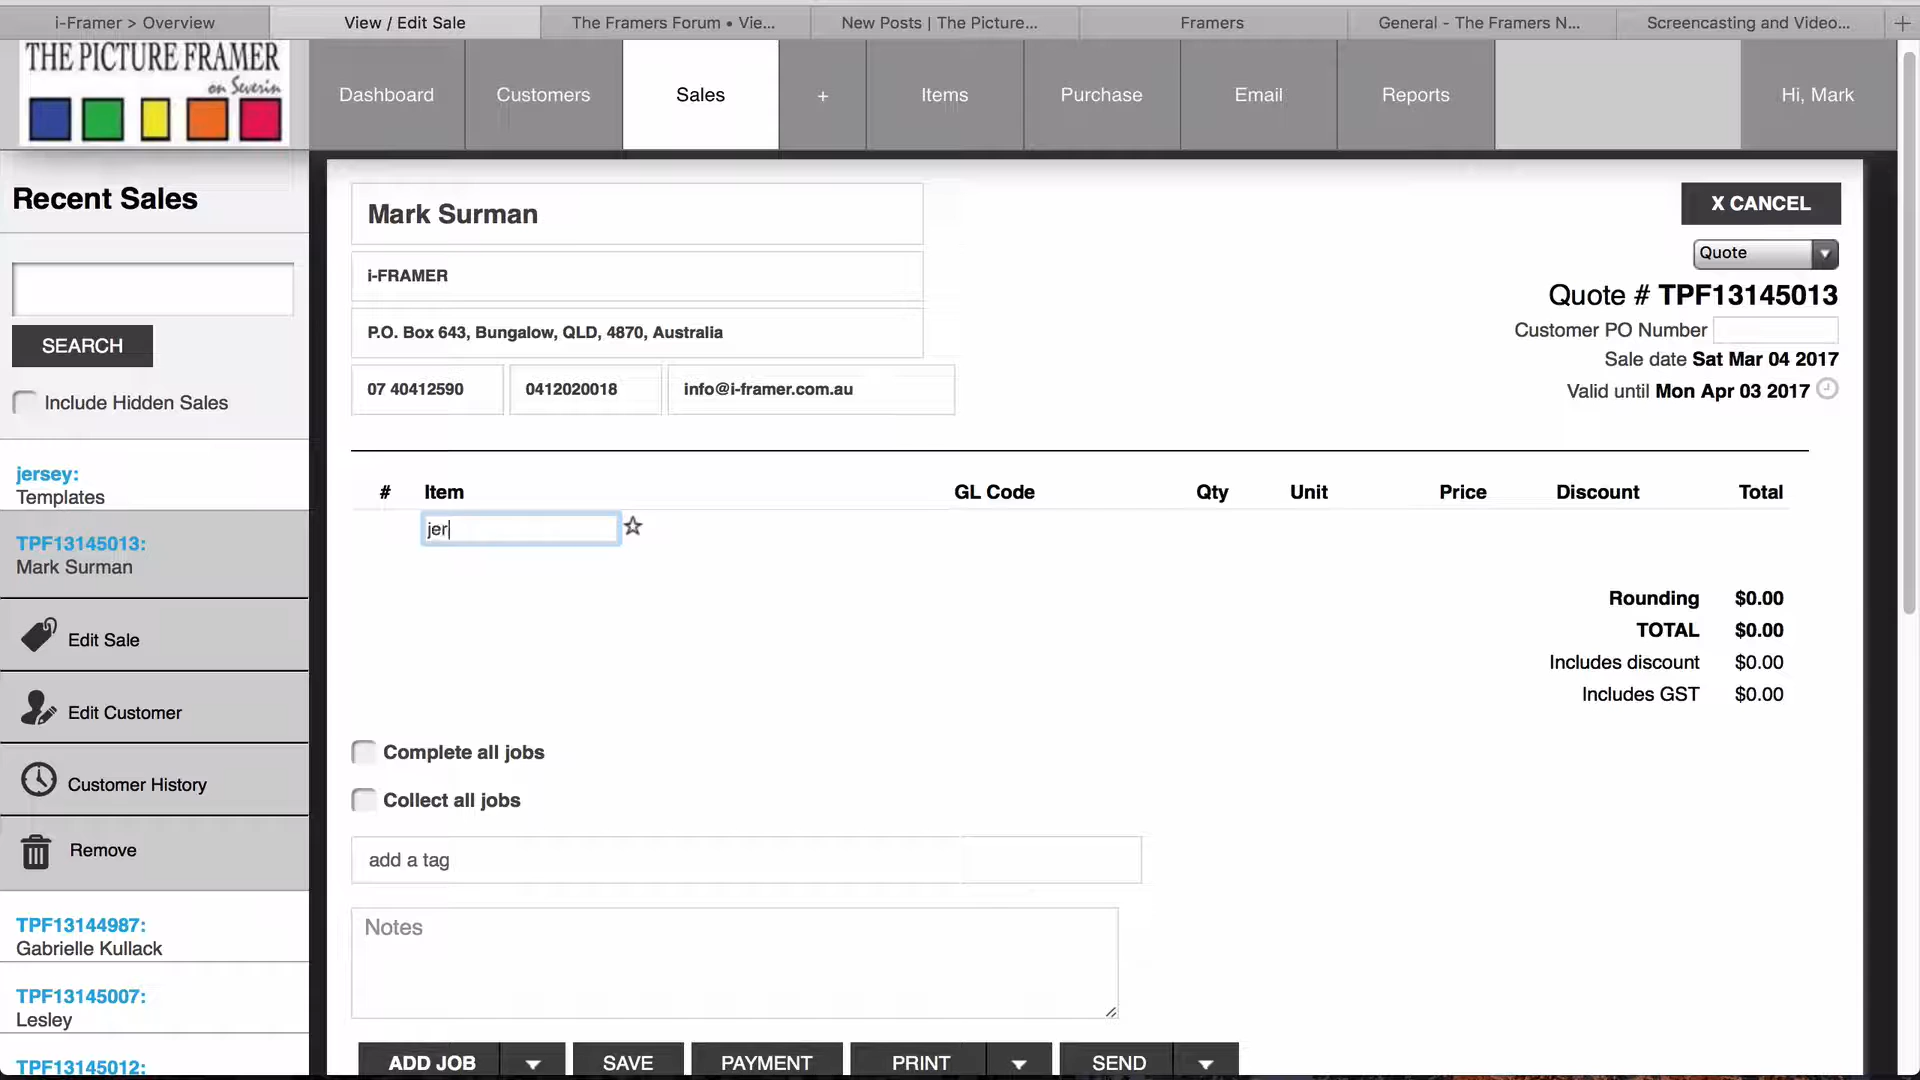 i-Framer > Overview
View / Edit Sale
The Framers Forum • Vie...
New Posts | The Picture...
Framers
General - The Framers N...
Screencasting and Video...
+
THE PICTURE FRAMER
on Severin
Dashboard
Customers
Sales
+
Items
Purchase
Email
Reports
Hi, Mark
Recent Sales
SEARCH
Include Hidden Sales
jersey:
Templates
TPF13145013:
Mark Surman
Edit Sale
Edit Customer
Customer History
Remove
TPF13144987:
Gabrielle Kullack
TPF13145007:
Lesley
TPF13145012:
Mark Surman
i-FRAMER
P.O. Box 643, Bungalow, QLD, 4870, Australia
07 40412590
0412020018
info@i-framer.com.au
X CANCEL
Quote
Quote # TPF13145013
Customer PO Number
Sale date Sat Mar 04 2017
Valid until Mon Apr 03 2017
# Item GL Code Qty Unit Price Discount Total
jer
Rounding $0.00
TOTAL $0.00
Includes discount $0.00
Includes GST $0.00
Complete all jobs
Collect all jobs
add a tag
Notes
ADD JOB
SAVE
PAYMENT
PRINT
SEND